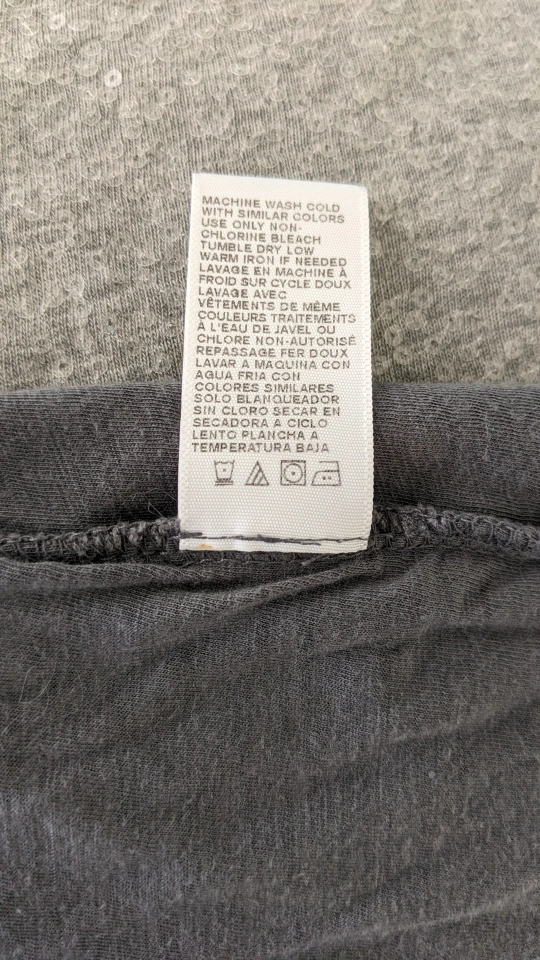 MACHINE WASH COLD
WITH SIMILAR COLORS
USE ONLY NON-
CHLORINE BLEACH
TUMBLE DRY LOW
WARM IRON IF NEEDED
LAVAGE EN MACHINE À
FROID SUR CYCLE DOUX
LAVAGE AVEC
VÊTEMENTS DE MÊME
COULEURS TRAITEMENTS
À L'EAU DE JAVEL OU
CHLORE NON-AUTORISÉ
REPASSAGE FER DOUX
LAVAR A MAQUINA CON
AGUA FRIA CON
COLORES SIMILARES
SOLO BLANQUEADOR
SIN CLORO SECAR EN
SECADORA A CICLO
LENTO PLANCHA A
TEMPERATURA BAJA